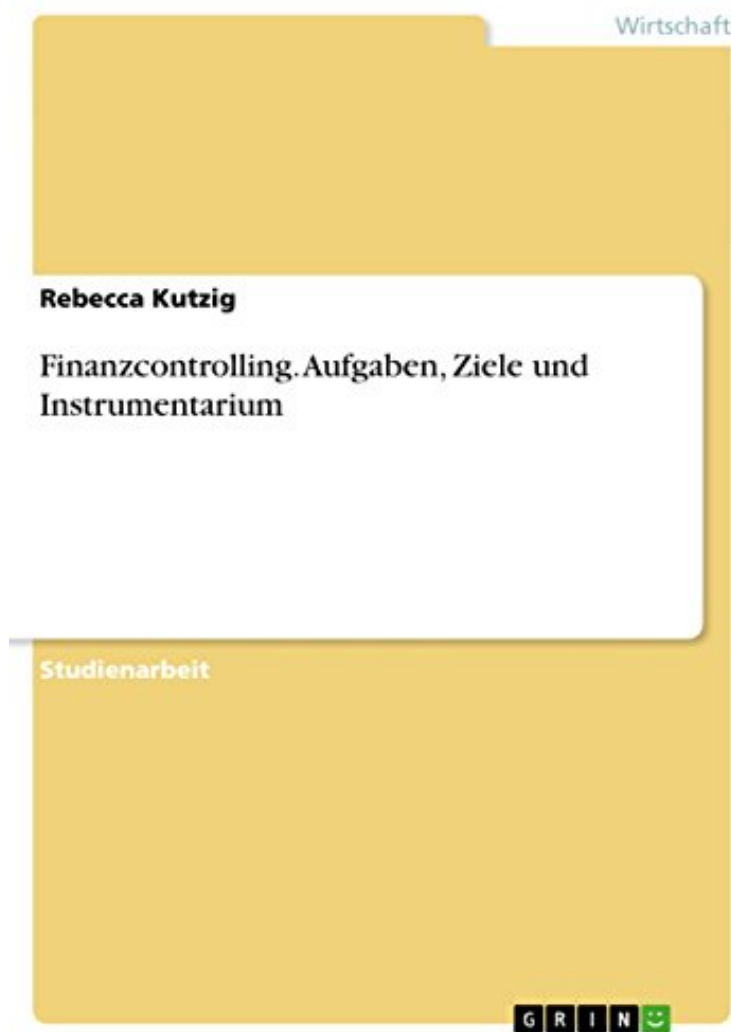 Wirtschaft
Rebecca Kutzig
Finanzcontrolling. Aufgaben, Ziele und
Instrumentarium
Studienarbeit
GRIN